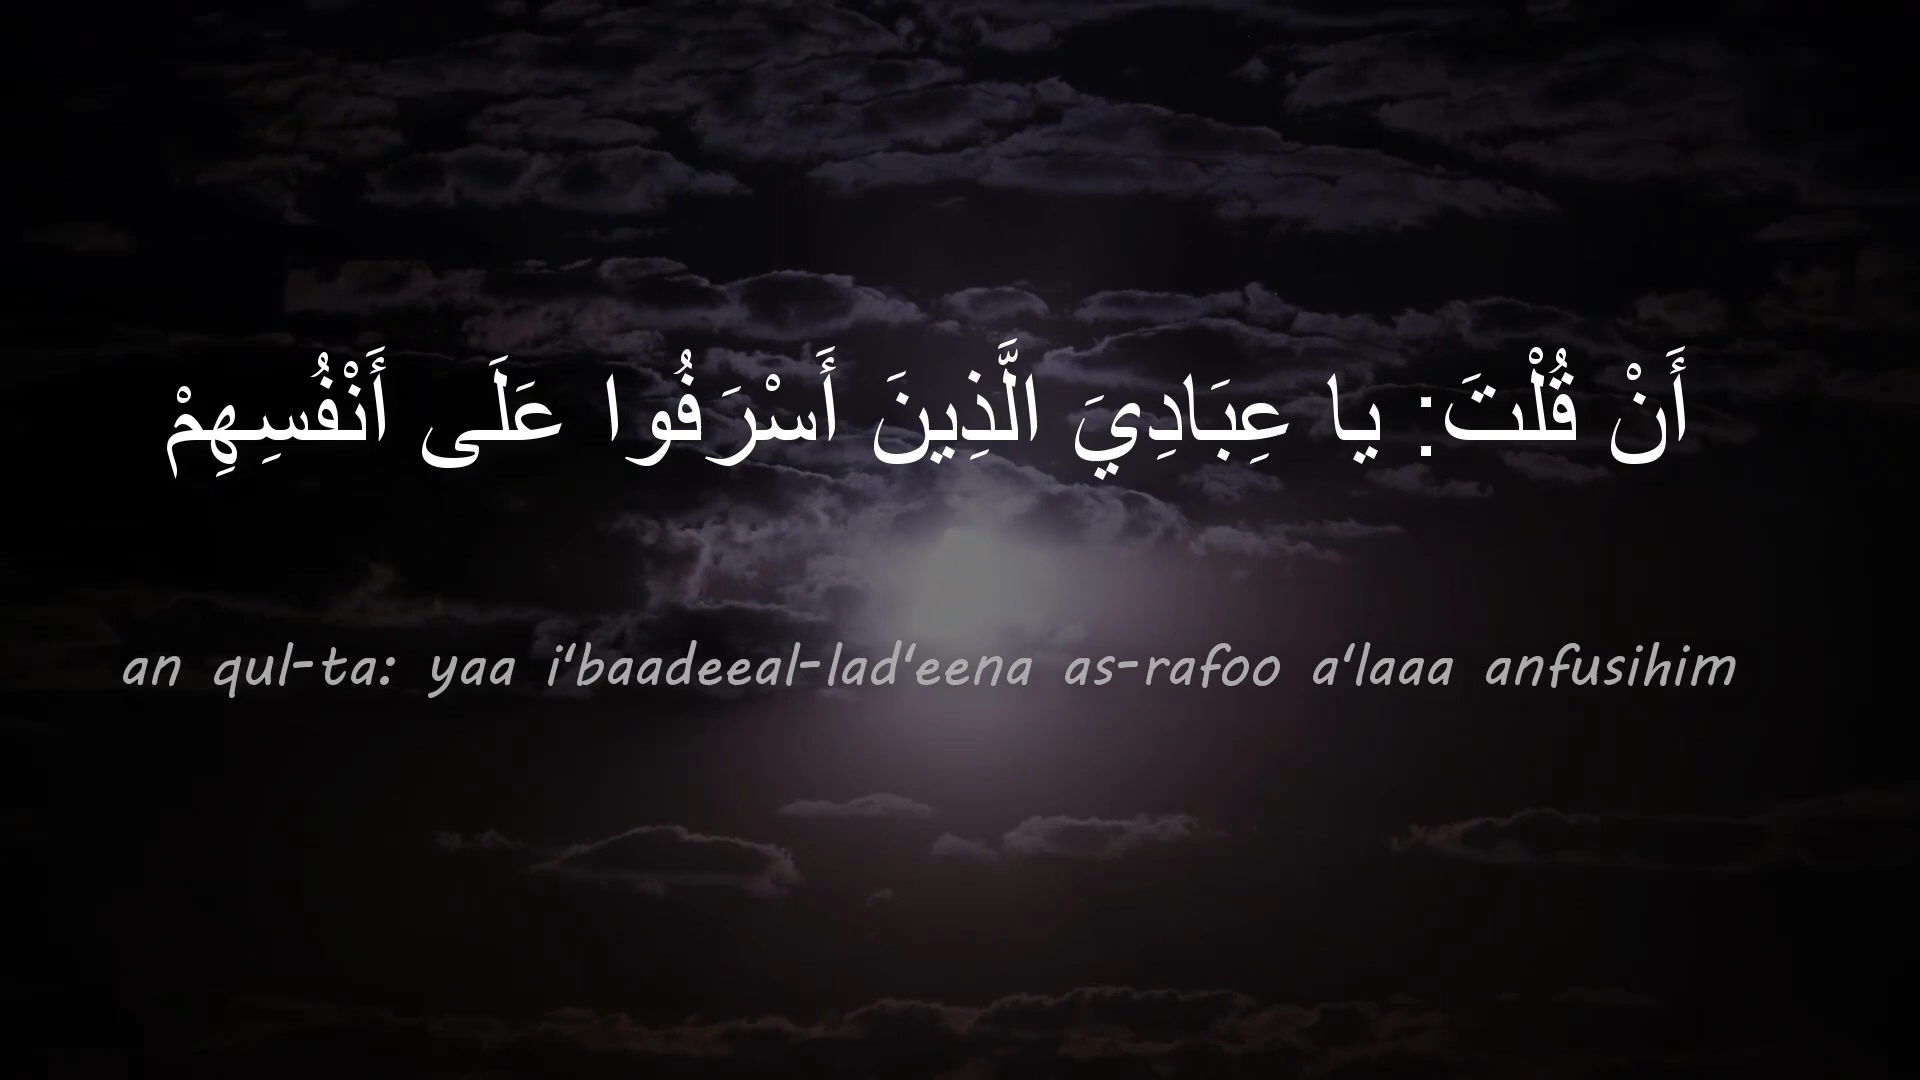 أَنْ قُلْتَ: يا عِبَادِيَ الَّذِينَ أَسْرَفُوا عَلَى أَنْفُسِهِمْ
an qul-ta: yaa i‘baadeeal-lad‘eena as-rafoo a‘laaa anfusihim